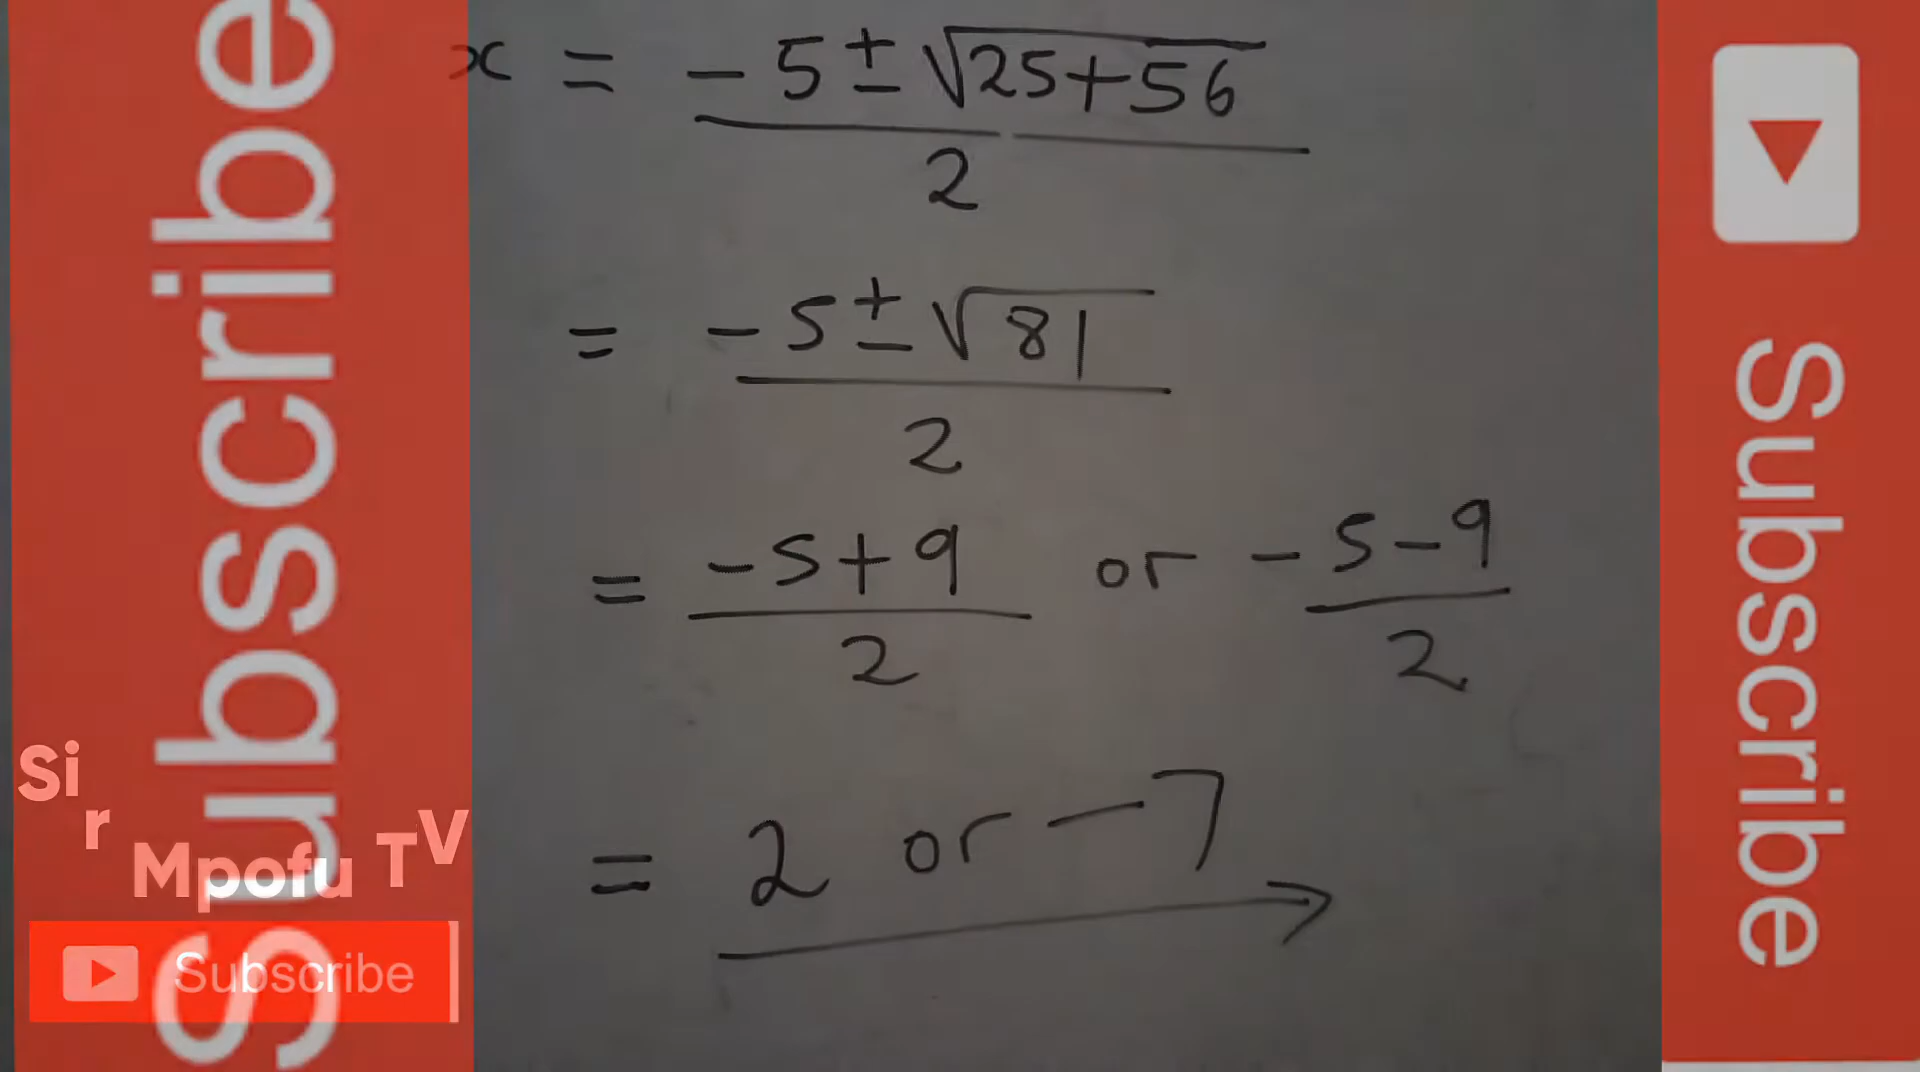 Subscribe
x = -5 ± √25+56
2
= -5 ± √81
2
= -5+9 or -5-9
2 2
= 2 or -7
Subscribe
Sir Mpofu TV
Subscribe